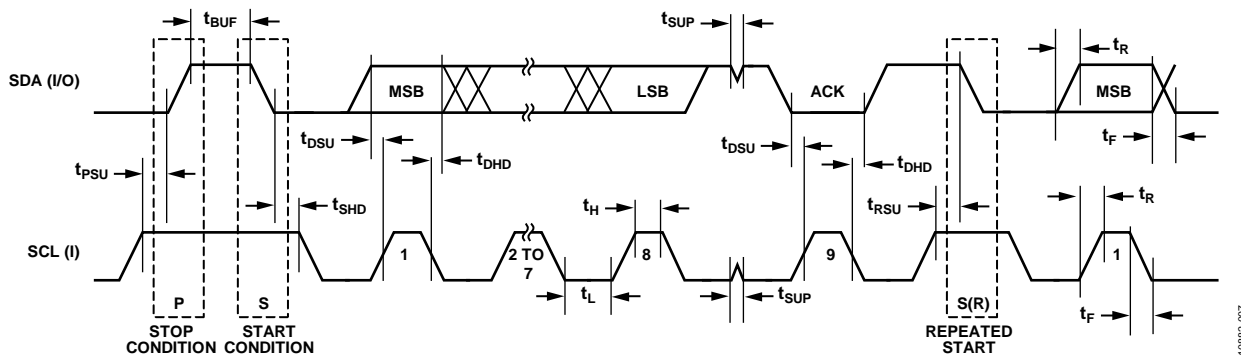 tBUF
tSUP
tR
SDA (I/O)
MSB
LSB
ACK
MSB
tDSU
tDHD
tDSU
tDHD
tF
tPSU
tSHD
tH
tRSU
tR
SCL (I)
1
2 TO
7
8
9
1
tL
tSUP
tF
P
S
S(R)
STOP
CONDITION
START
CONDITION
REPEATED
START